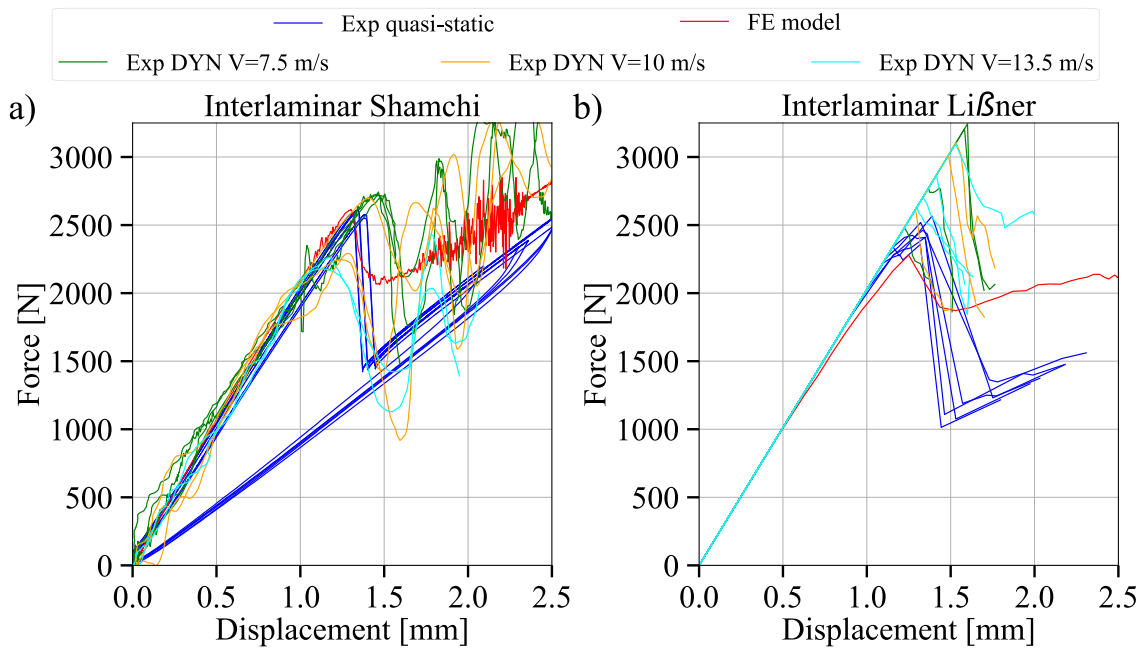 Exp quasi-static FE model
Exp DYN V=7.5 m/s Exp DYN V=10 m/s Exp DYN V=13.5 m/s
a) Interlaminar Shamchi b) Interlaminar Lißner
3000 3000
2500 2500
2000 2000
1500 1500
1000 1000
500 500
0 0
Force [N] Force [N]
0.0 0.5 1.0 1.5 2.0 2.5 0.0 0.5 1.0 1.5 2.0 2.5
Displacement [mm] Displacement [mm]